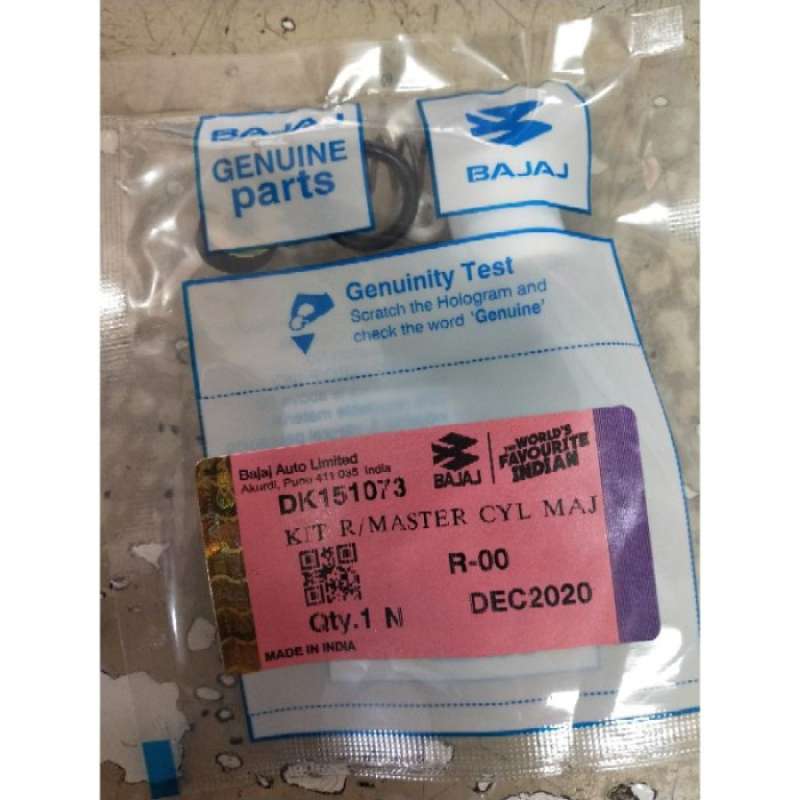 BAJAJ
GENUINE
parts
BAJAJ
Genuinity Test
Scratch the Hologram and
check the word 'Genuine'
Bajaj Auto Limited
Akurdi, Pune 411 035 India
DK151073
BAJAJ
THE WORLD'S
FAVOURITE
INDIAN
KIT R/MASTER CYL MAJ
R-00
DEC2020
Qty.1 N
MADE IN INDIA